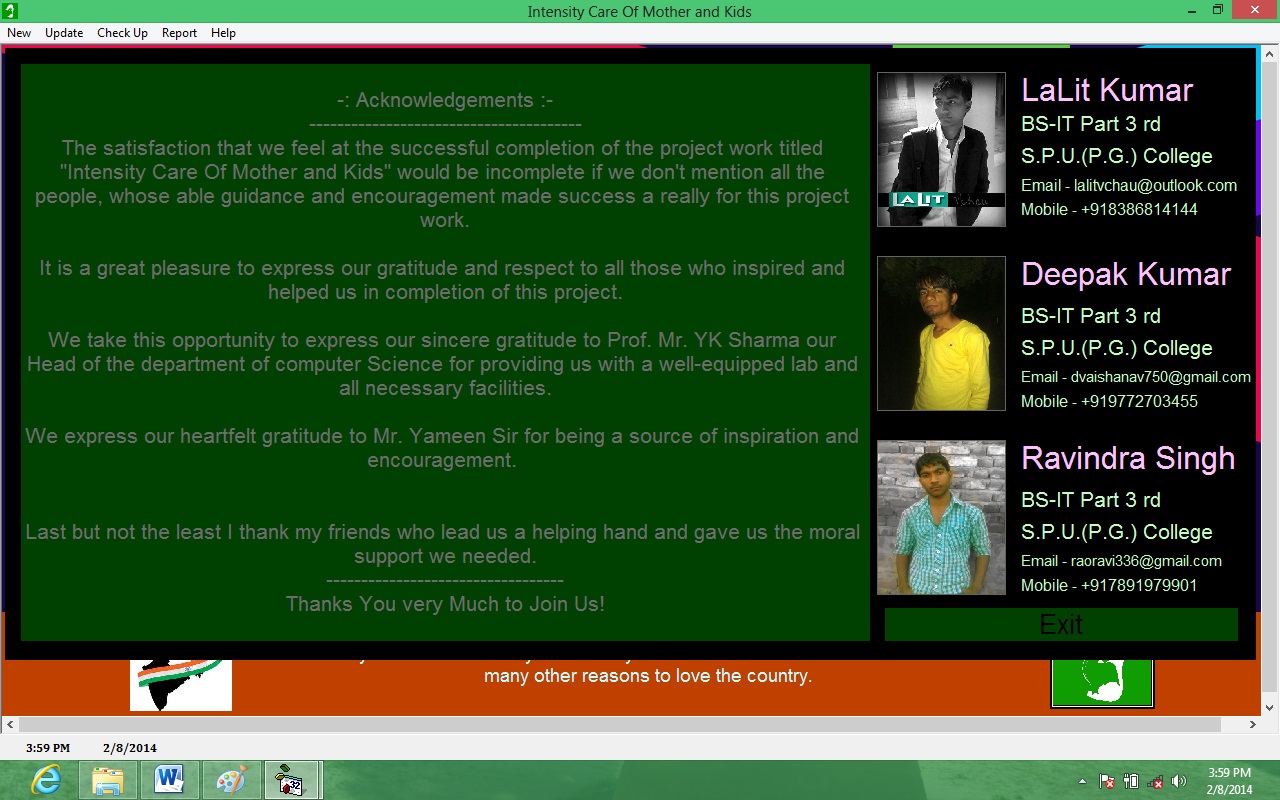 Intensity Care Of Mother and Kids
New Update Check Up Report Help
-: Acknowledgements :-
---------------------------------------
The satisfaction that we feel at the successful completion of the project work titled
"Intensity Care Of Mother and Kids" would be incomplete if we don't mention all the
people, whose able guidance and encouragement made success a really for this project
work.
It is a great pleasure to express our gratitude and respect to all those who inspired and
helped us in completion of this project.
We take this opportunity to express our sincere gratitude to Prof. Mr. YK Sharma our
Head of the department of computer Science for providing us with a well-equipped lab and
all necessary facilities.
We express our heartfelt gratitude to Mr. Yameen Sir for being a source of inspiration and
encouragement.
Last but not the least I thank my friends who lead us a helping hand and gave us the moral
support we needed.
----------------------------------
Thanks You very Much to Join Us!
LALIT Vchau
LaLit Kumar
BS-IT Part 3 rd
S.P.U.(P.G.) College
Email - lalitvchau@outlook.com
Mobile - +918386814144
Deepak Kumar
BS-IT Part 3 rd
S.P.U.(P.G.) College
Email - dvaishanav750@gmail.com
Mobile - +919772703455
Ravindra Singh
BS-IT Part 3 rd
S.P.U.(P.G.) College
Email - raoravi336@gmail.com
Mobile - +917891979901
Exit
many other reasons to love the country.
3:59 PM 2/8/2014
32
3:59 PM
2/8/2014